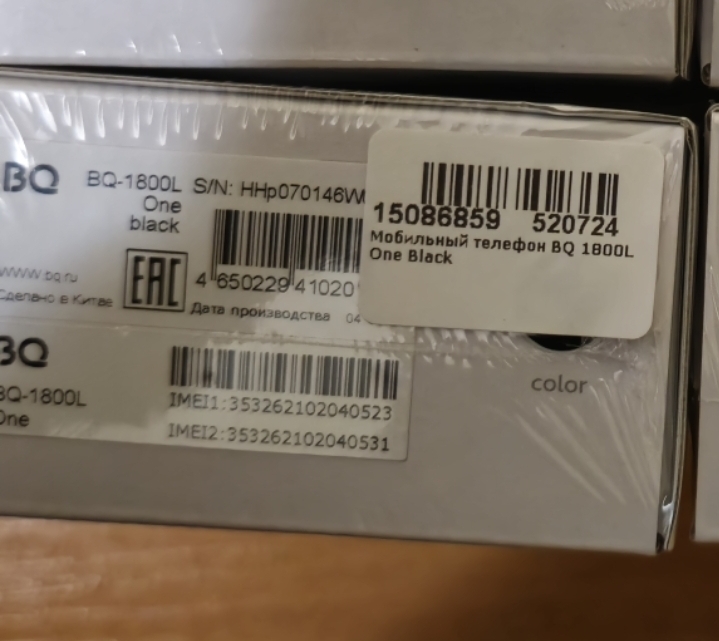 BQ
BQ-1800L
One
black
S/N: HHp070146W
www.bq.ru
Сделано в Китае
EAC
4 650229 41020
Дата производства 04
15086859 520724
Мобильный телефон BQ 1800L
One Black
BQ
BQ-1800L
One
IMEI1:353262102040523
IMEI2:353262102040531
color